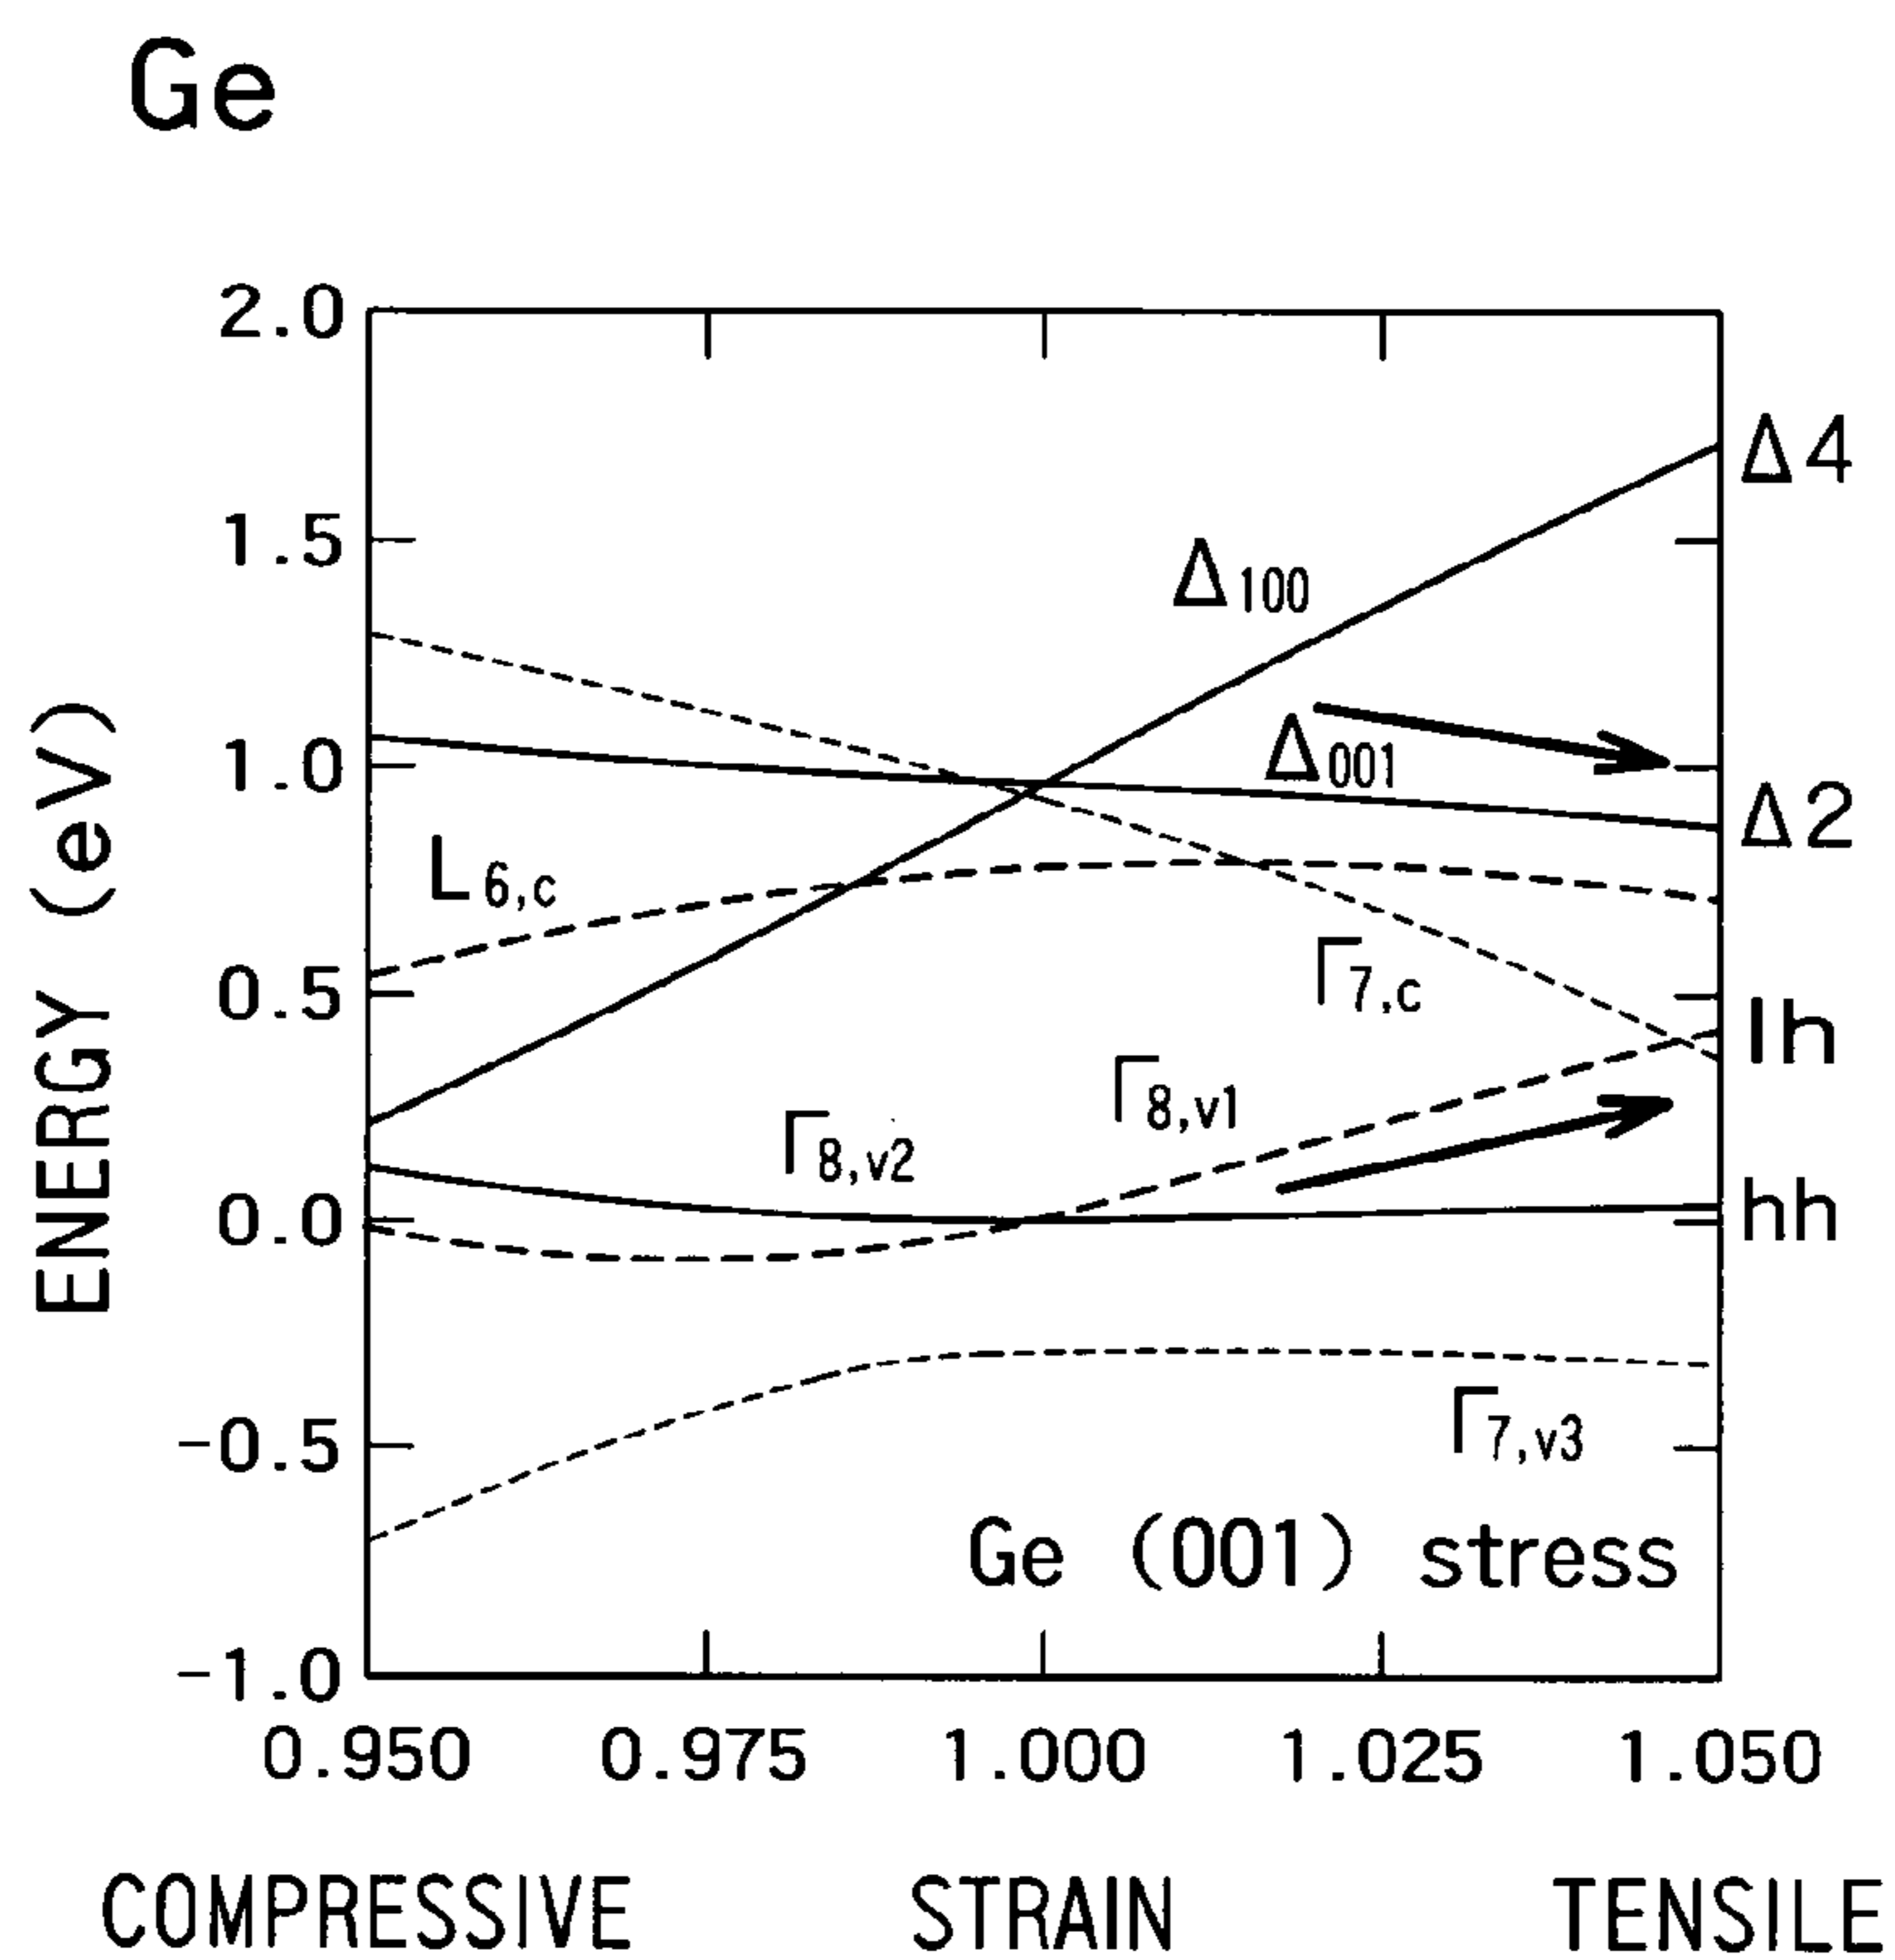 Ge
2.0
1.5
1.0
0.5
0.0
-0.5
-1.0
ENERGY (eV)
Δ4
Δ100
Δ001
Δ2
L6,c
Γ7,c
lh
Γ8,v1
Γ8,v2
hh
Γ7,v3
Ge (001) stress
0.950 0.975 1.000 1.025 1.050
COMPRESSIVE STRAIN TENSILE